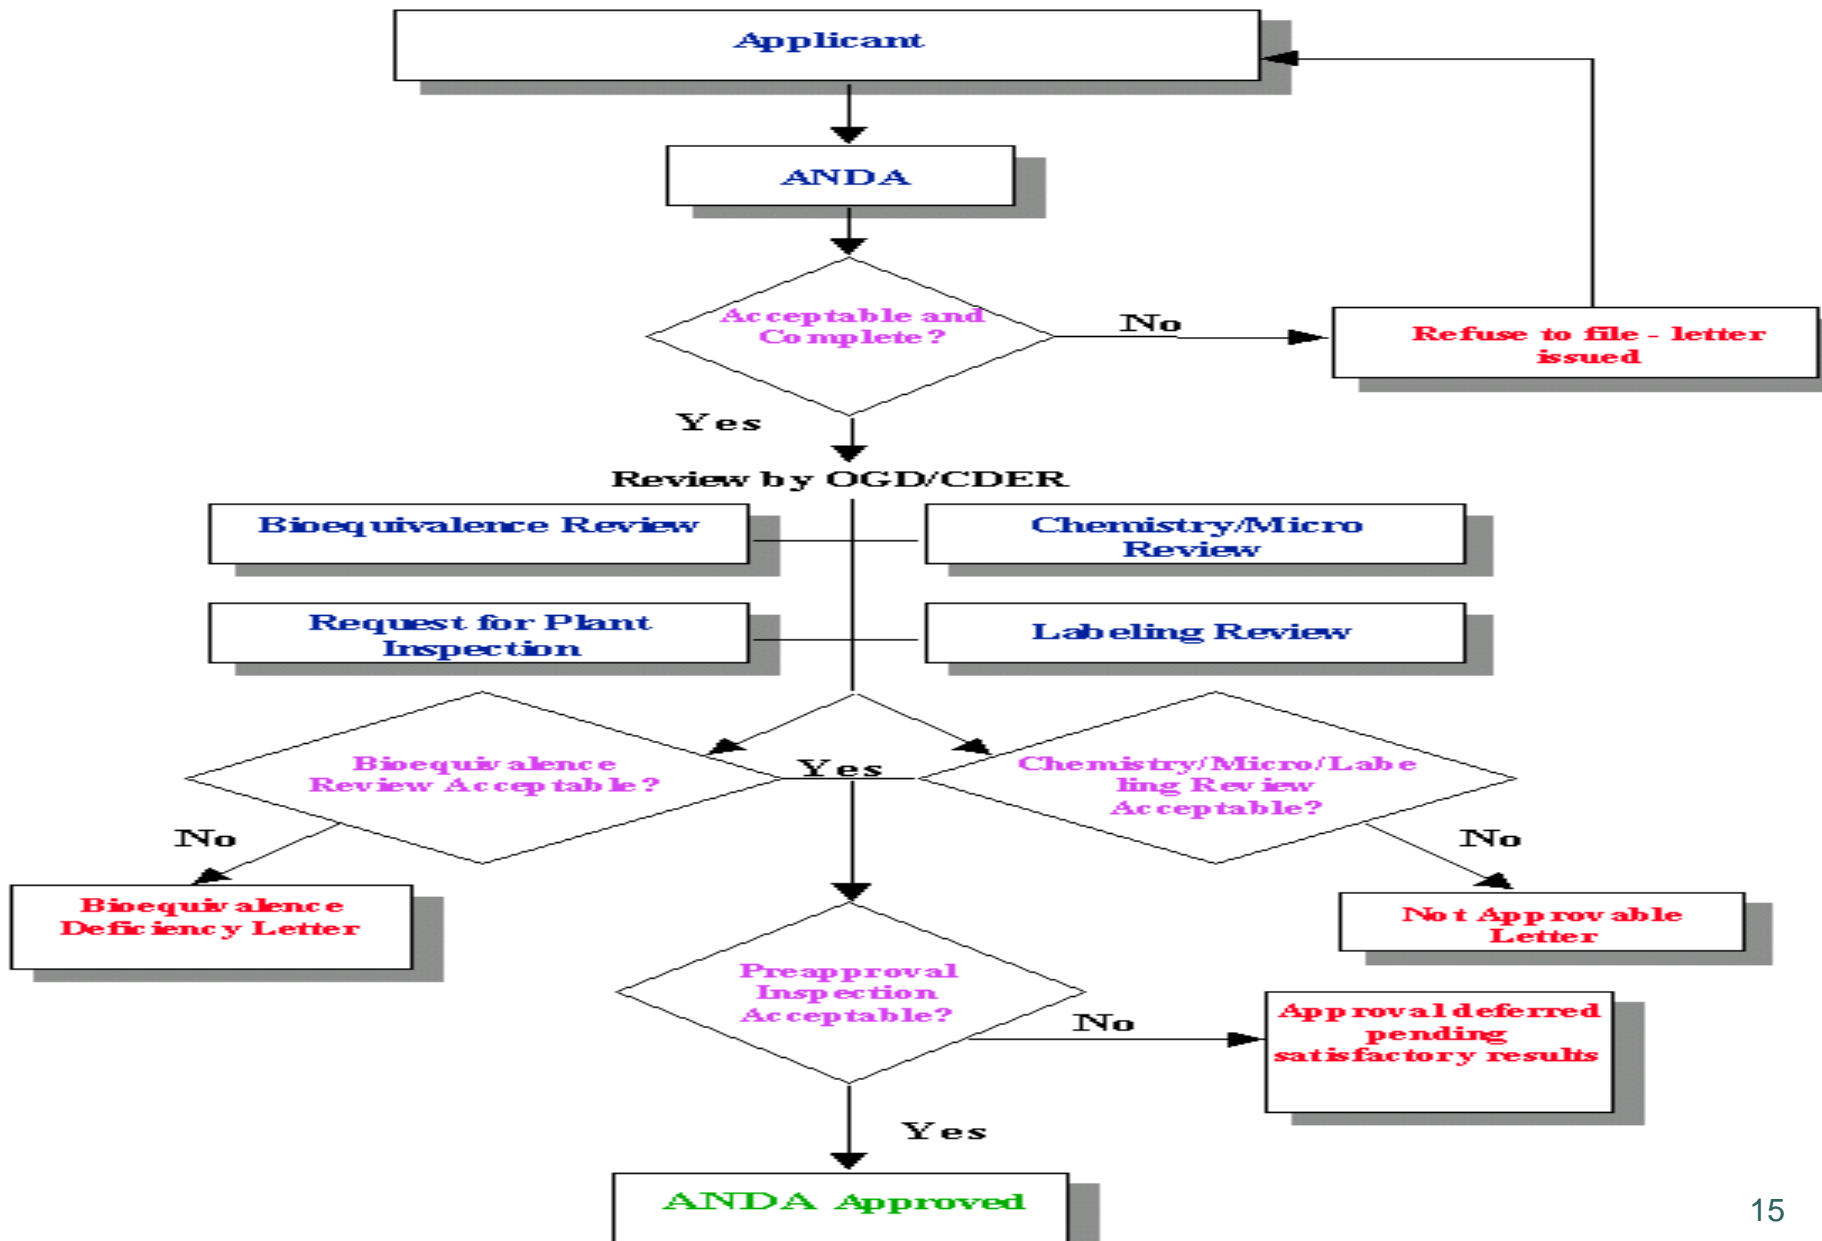 Applicant
ANDA
Acceptable and
Complete?
No
Refuse to file - letter
issued
Yes
Review by OGD/CDER
Bioequivalence Review
Chemistry/Micro
Review
Request for Plant
Inspection
Labeling Review
Bioequivalence
Review Acceptable?
Yes
Chemistry/Micro/Labe
ling Review
Acceptable?
No
No
Bioequivalence
Deficiency Letter
Not Approvable
Letter
Preapproval
Inspection
Acceptable?
No
Approval deferred
pending
satisfactory results
Yes
ANDA Approved
15